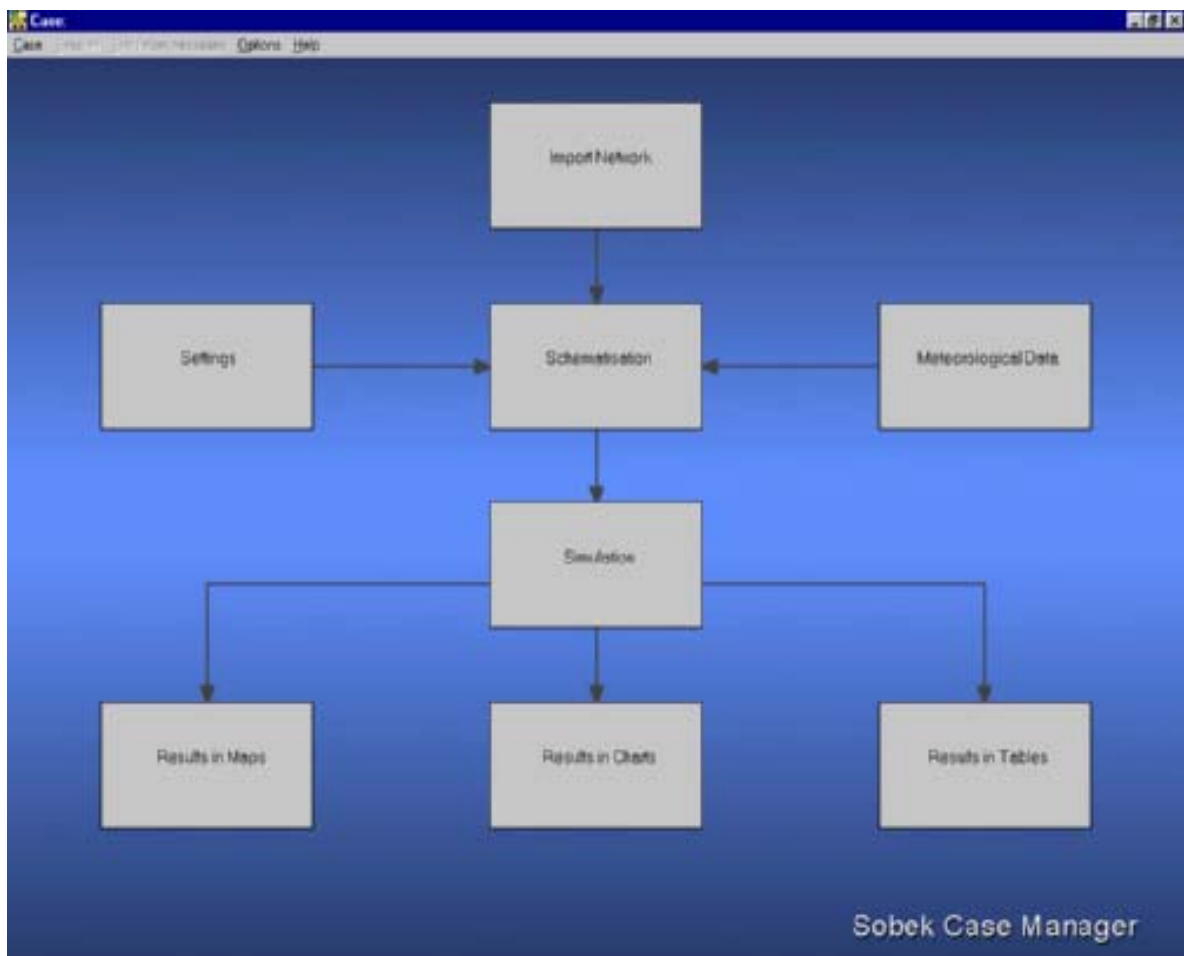 Case:
Case Options Help
Import Network
Settings
Schematisation
Meteorological Data
Simulation
Results in Maps
Results in Charts
Results in Tables
Sobek Case Manager